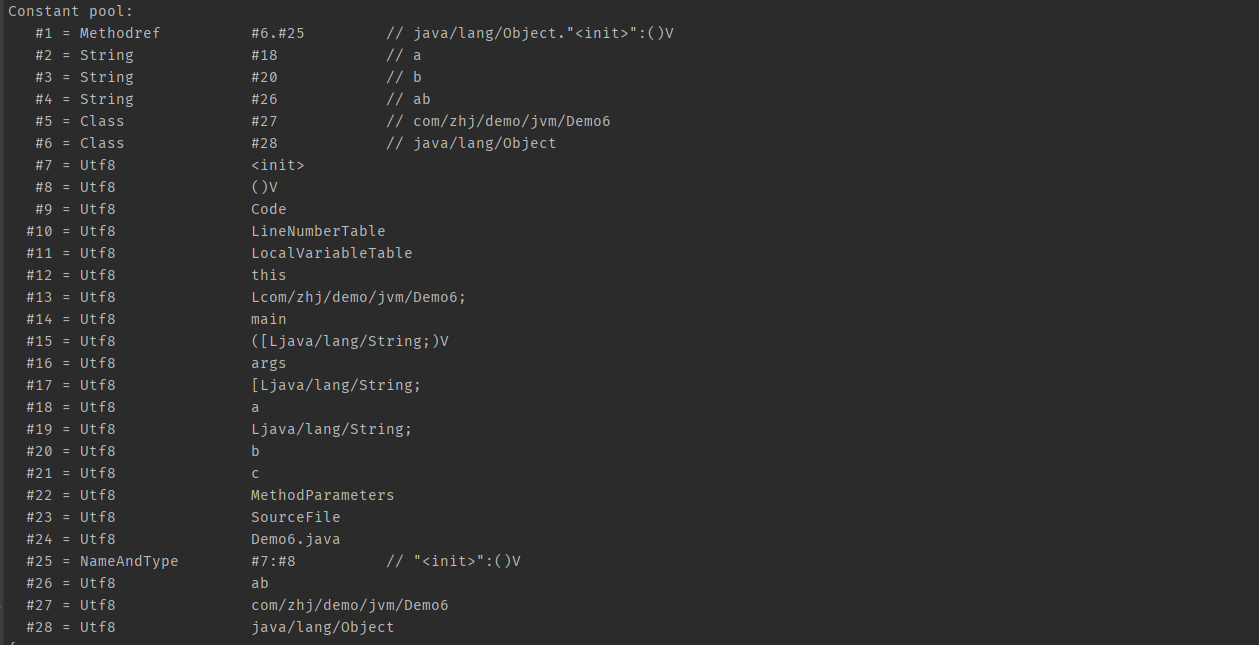 Constant pool:
   #1 = Methodref          #6.#25         // java/lang/Object."<init>":()V
   #2 = String             #18            // a
   #3 = String             #20            // b
   #4 = String             #26            // ab
   #5 = Class              #27            // com/zhj/demo/jvm/Demo6
   #6 = Class              #28            // java/lang/Object
   #7 = Utf8               <init>
   #8 = Utf8               ()V
   #9 = Utf8               Code
  #10 = Utf8               LineNumberTable
  #11 = Utf8               LocalVariableTable
  #12 = Utf8               this
  #13 = Utf8               Lcom/zhj/demo/jvm/Demo6;
  #14 = Utf8               main
  #15 = Utf8               ([Ljava/lang/String;)V
  #16 = Utf8               args
  #17 = Utf8               [Ljava/lang/String;
  #18 = Utf8               a
  #19 = Utf8               Ljava/lang/String;
  #20 = Utf8               b
  #21 = Utf8               c
  #22 = Utf8               MethodParameters
  #23 = Utf8               SourceFile
  #24 = Utf8               Demo6.java
  #25 = NameAndType        #7:#8          // "<init>":()V
  #26 = Utf8               ab
  #27 = Utf8               com/zhj/demo/jvm/Demo6
  #28 = Utf8               java/lang/Object